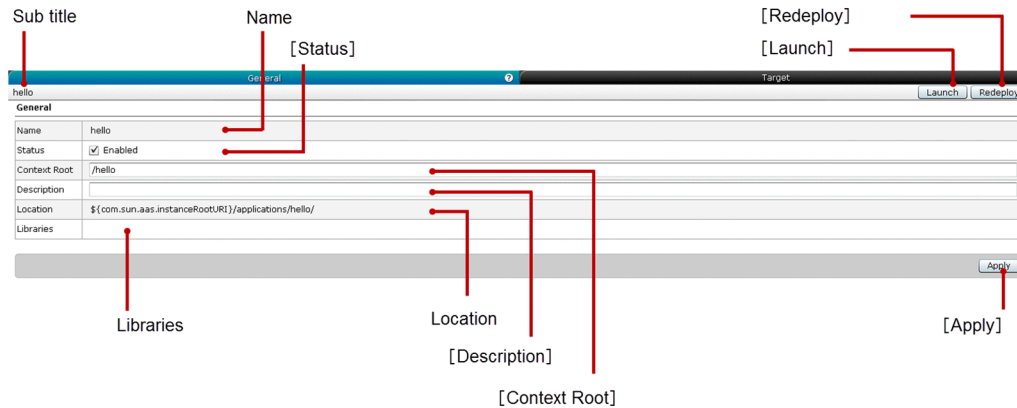 Sub title
Name
[Redeploy]
[Status]
[Launch]
General ?
Target
hello
Launch
Redeploy
General
Name hello
Status Enabled
Context Root /hello
Description
Location ${com.sun.aas.instanceRootURI}/applications/hello/
Libraries
Apply
Libraries
Location
[Apply]
[Description]
[Context Root]